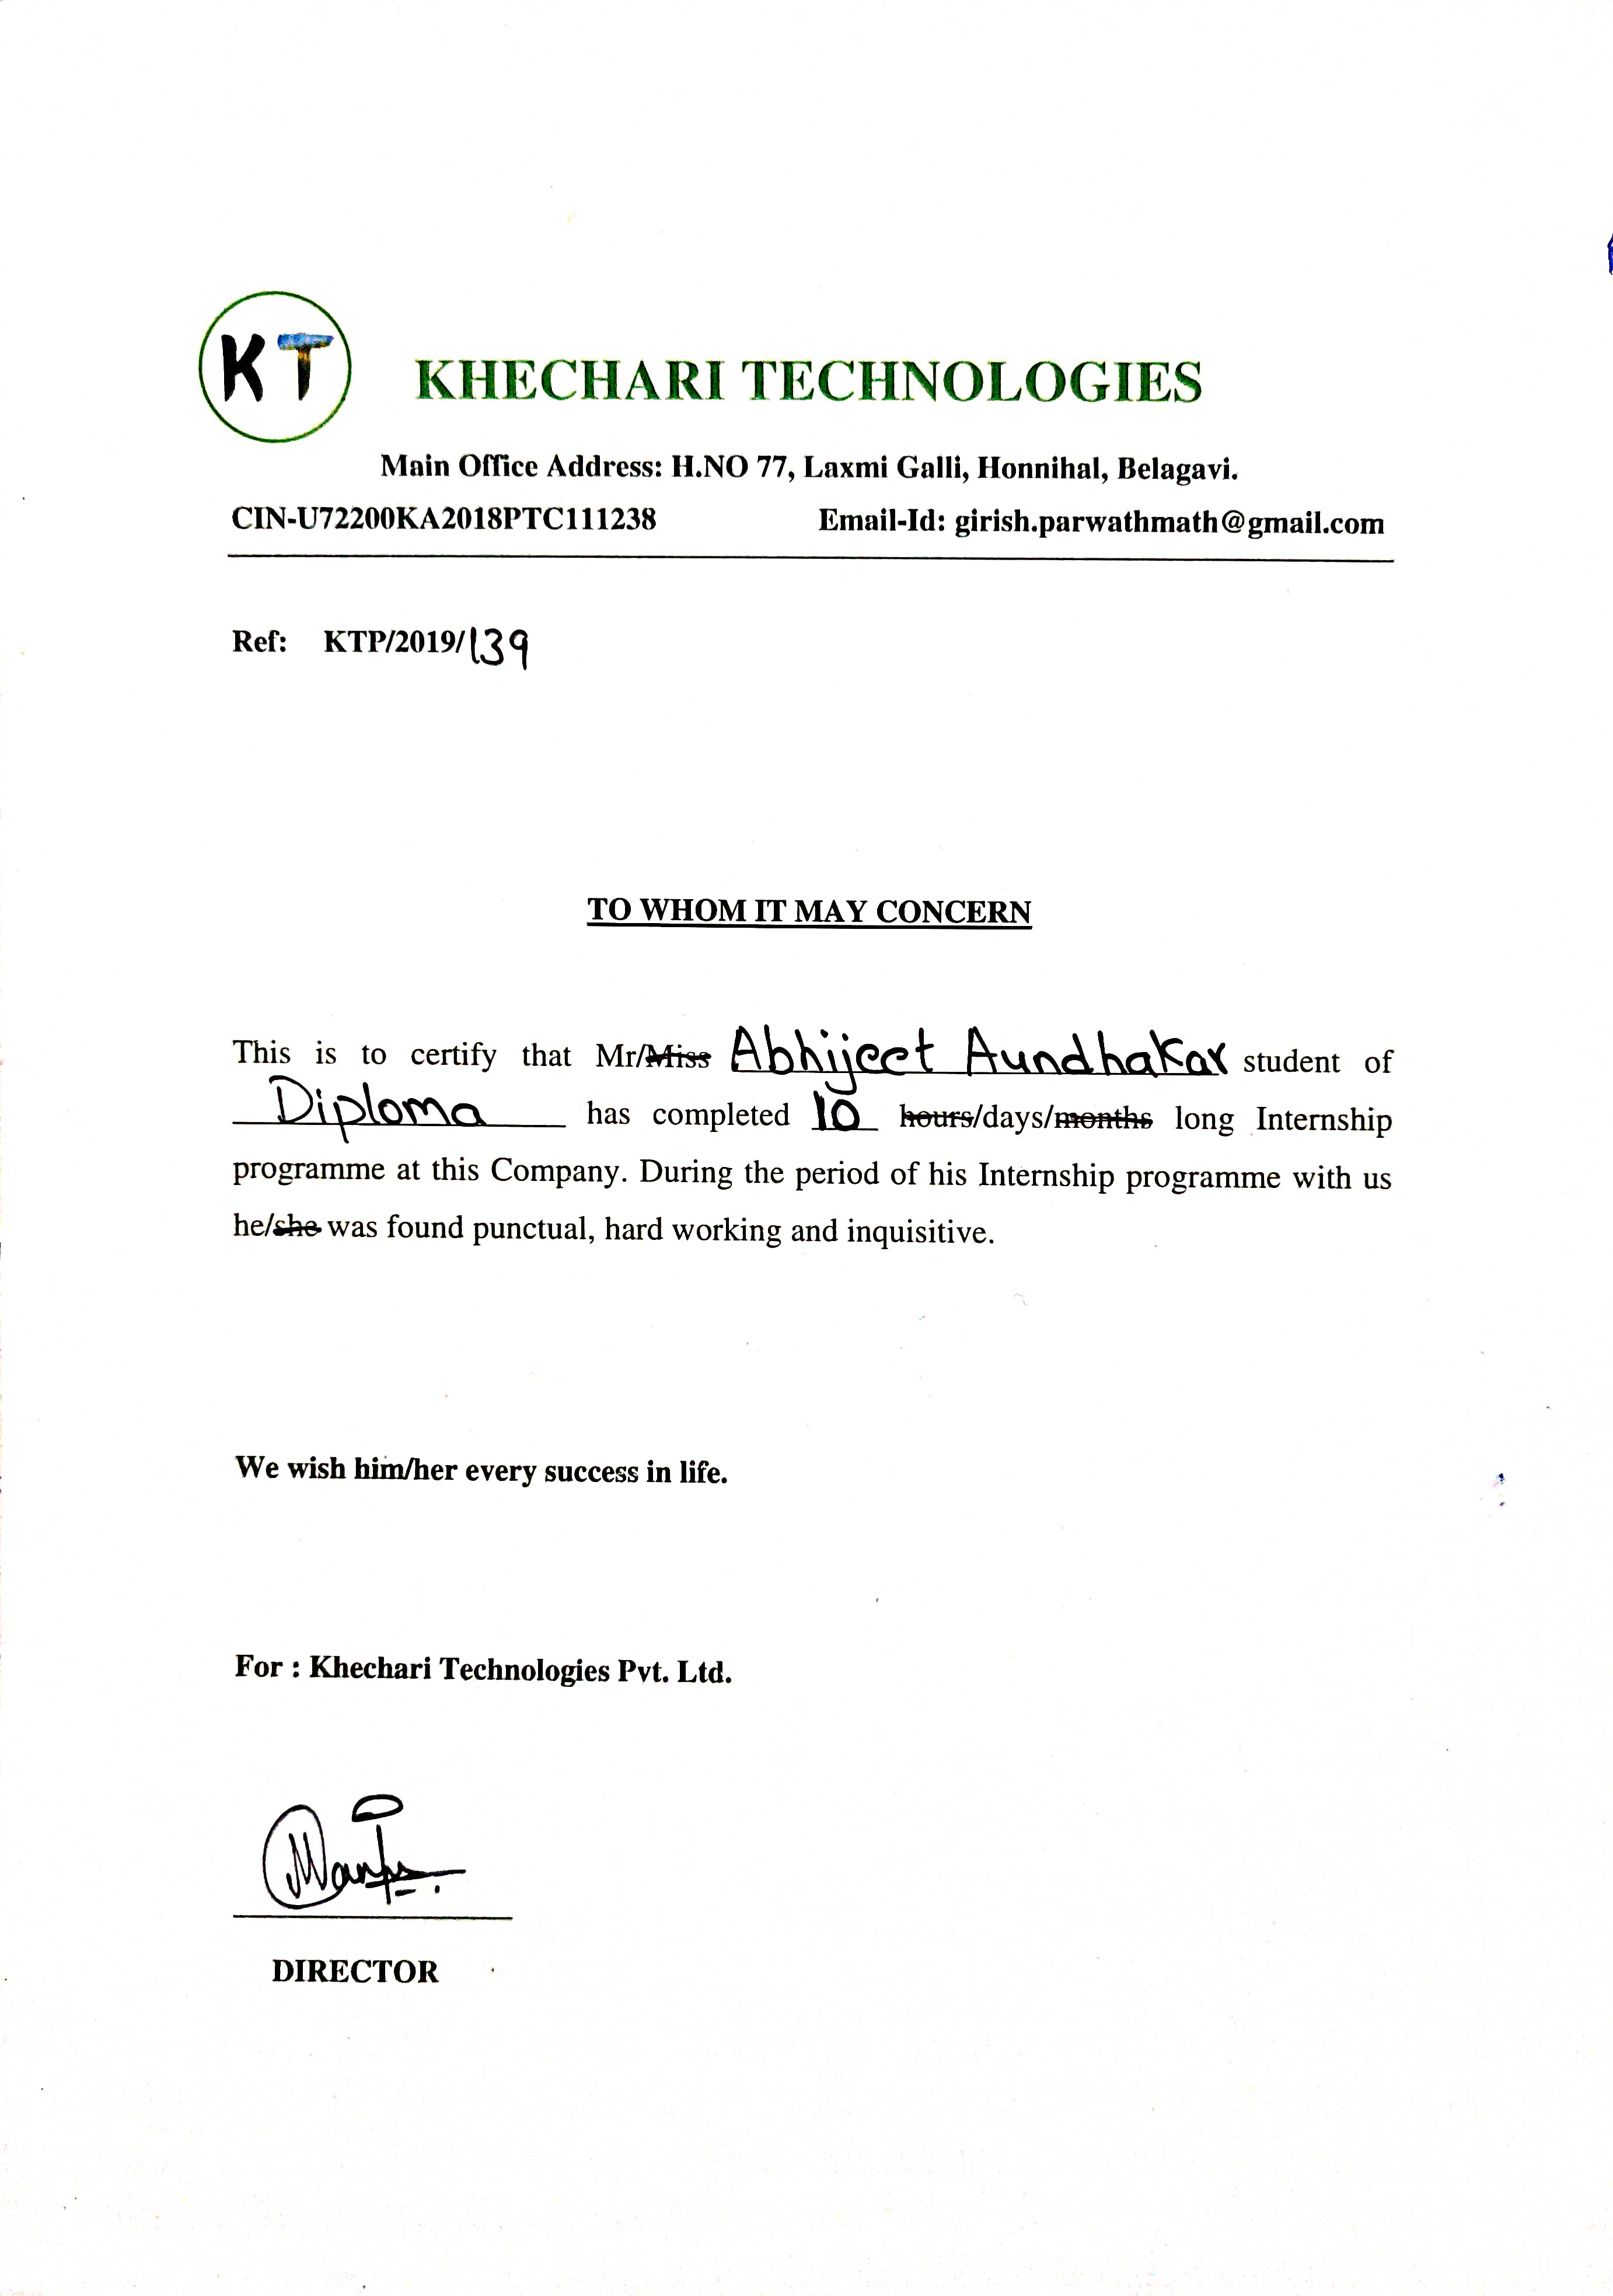 KT
KHECHARI TECHNOLOGIES
Main Office Address: H.NO 77, Laxmi Galli, Honnihal, Belagavi.
CIN-U72200KA2018PTC111238 Email-Id: girish.parwathmath@gmail.com
Ref: KTP/2019/139
TO WHOM IT MAY CONCERN
This is to certify that Mr/Miss Abhijeet Aundhakar student of
Diploma has completed 10 hours/days/months long Internship
programme at this Company. During the period of his Internship programme with us
he/she was found punctual, hard working and inquisitive.
We wish him/her every success in life.
For : Khechari Technologies Pvt. Ltd.
DIRECTOR